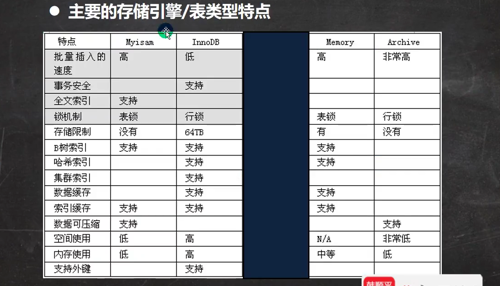 ● 主要的存储引擎/表类型特点
特点 Myisam InnoDB Memory Archive
批量插入的速度 高 低 高 非常高
事务安全 支持
全文索引 支持
锁机制 表锁 行锁 表锁 行锁
存储限制 没有 64TB 有 没有
B树索引 支持 支持 支持
哈希索引 支持 支持
集群索引 支持
数据缓存 支持 支持
索引缓存 支持 支持 支持
数据可压缩 支持 支持
空间使用 低 高 N/A 非常低
内存使用 低 高 中等 低
支持外键 支持